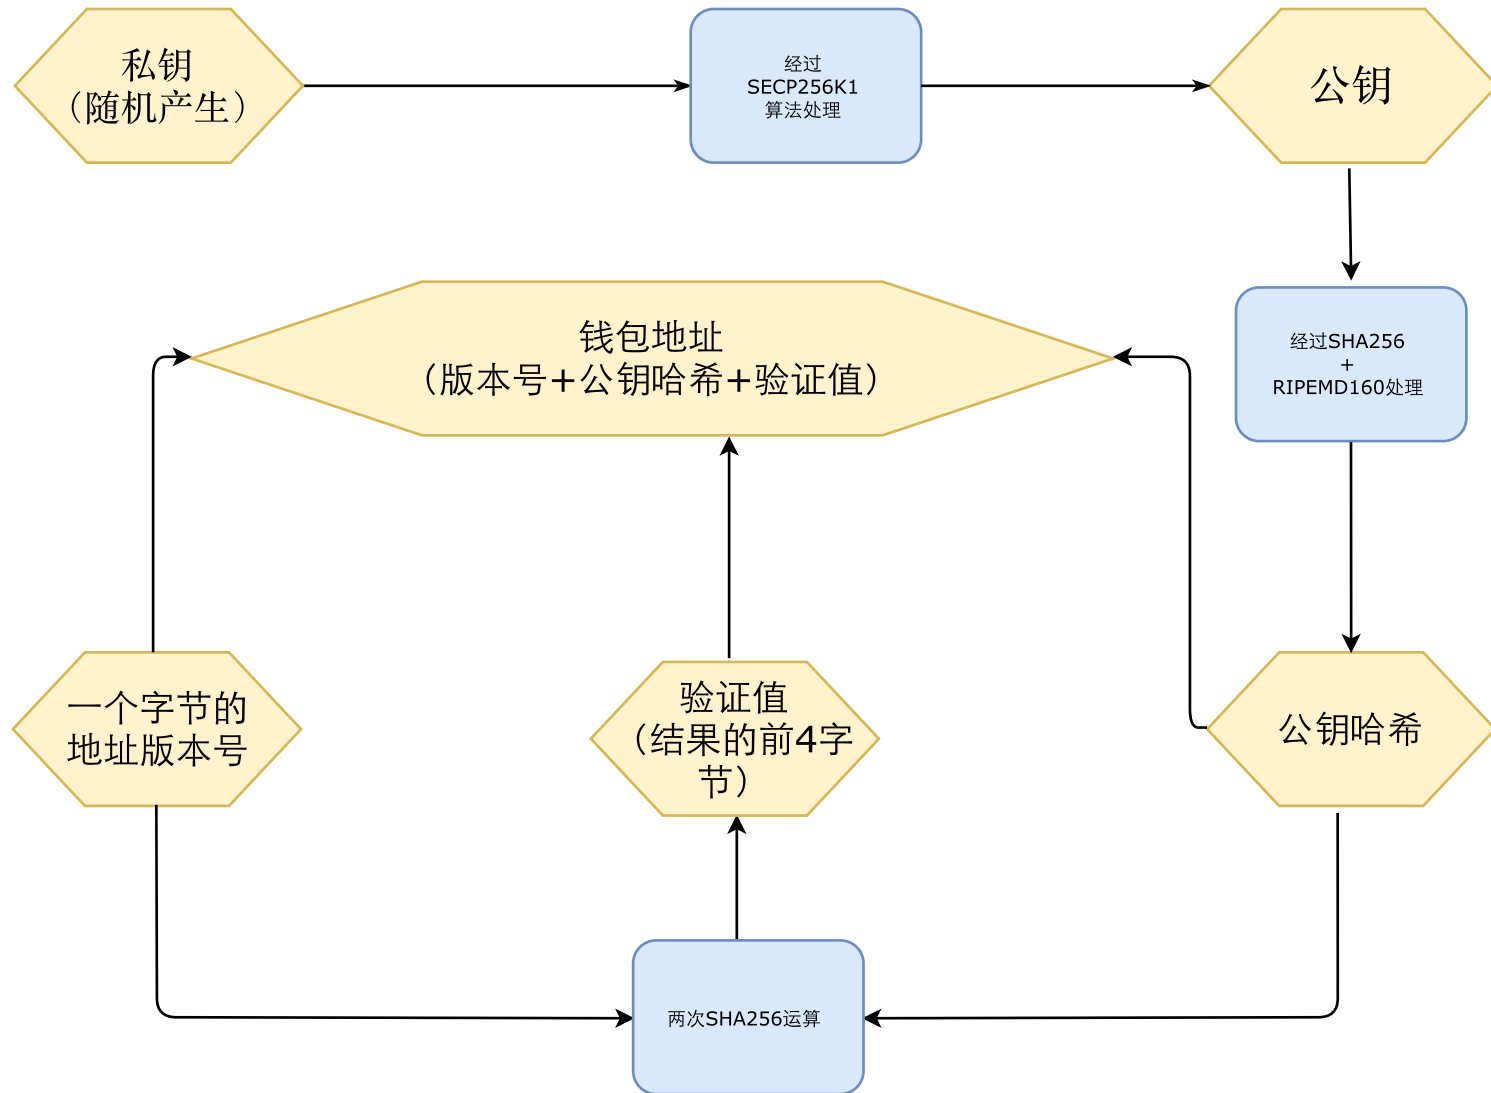 私钥
（随机产生）
经过
SECP256K1
算法处理
公钥
钱包地址
（版本号+公钥哈希+验证值）
经过SHA256
+
RIPEMD160处理
一个字节的
地址版本号
验证值
（结果的前4字
节）
公钥哈希
两次SHA256运算